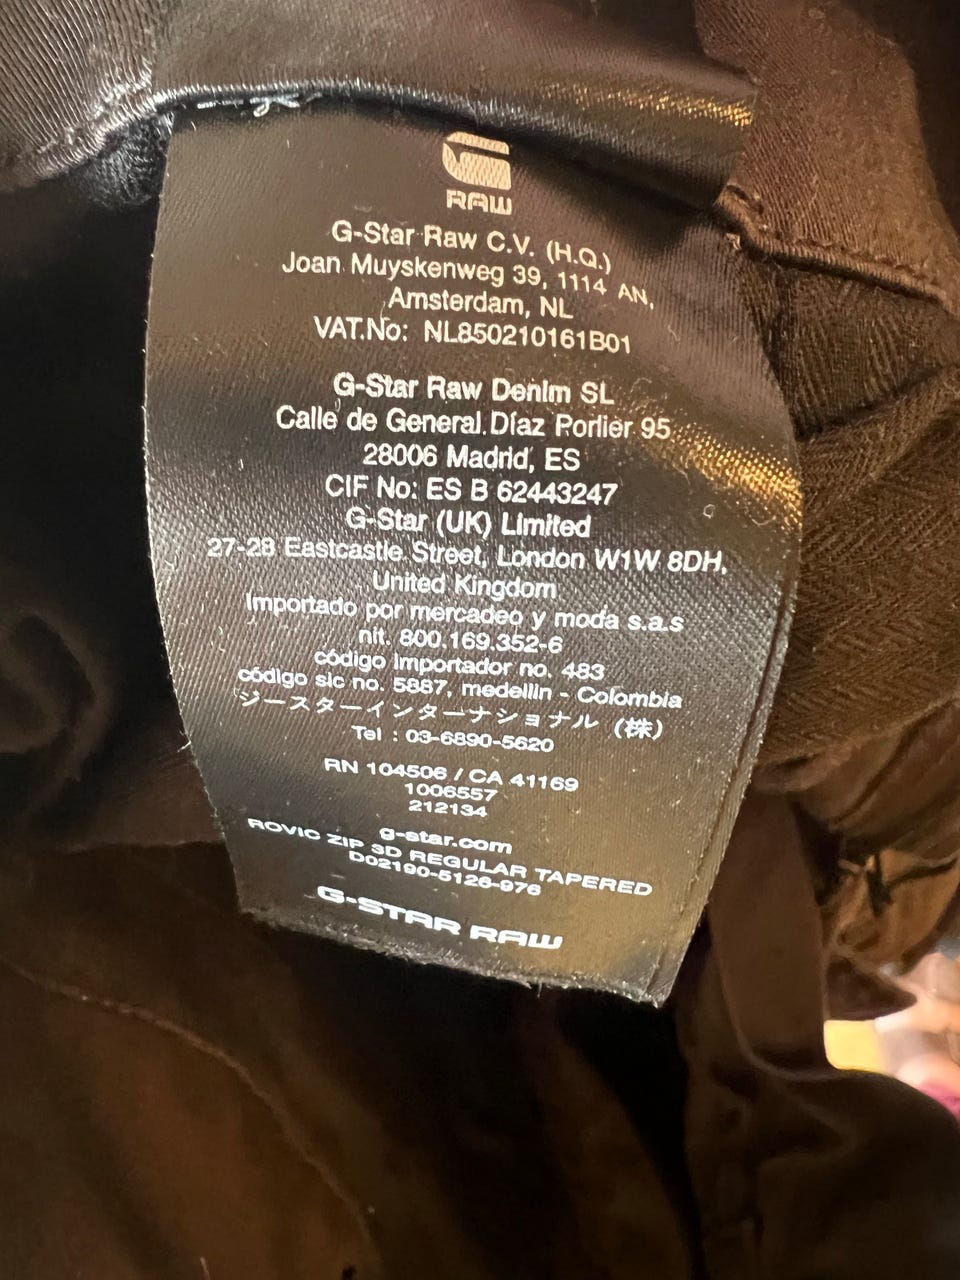 RAW
G-Star Raw C.V. (H.Q.)
Joan Muyskenweg 39, 1114 AN,
Amsterdam, NL
VAT.No: NL850210161B01
G-Star Raw Denim SL
Calle de General.Díaz Porlier 95
28006 Madrid, ES
CIF No: ES B 62443247
G-Star (UK) Limited
27-28 Eastcastle Street, London W1W 8DH,
United Kingdom
Importado por mercadeo y moda s.a.s
nit. 800.169.352-6
código importador no. 483
código sic no. 5887, medellin - Colombia
ジースターインターナショナル (株)
Tel : 03-6890-5620
RN 104506 / CA 41169
1006557
212134
g-star.com
ROVIC ZIP 3D REGULAR TAPERED
D02190-5126-976
G-STAR RAW